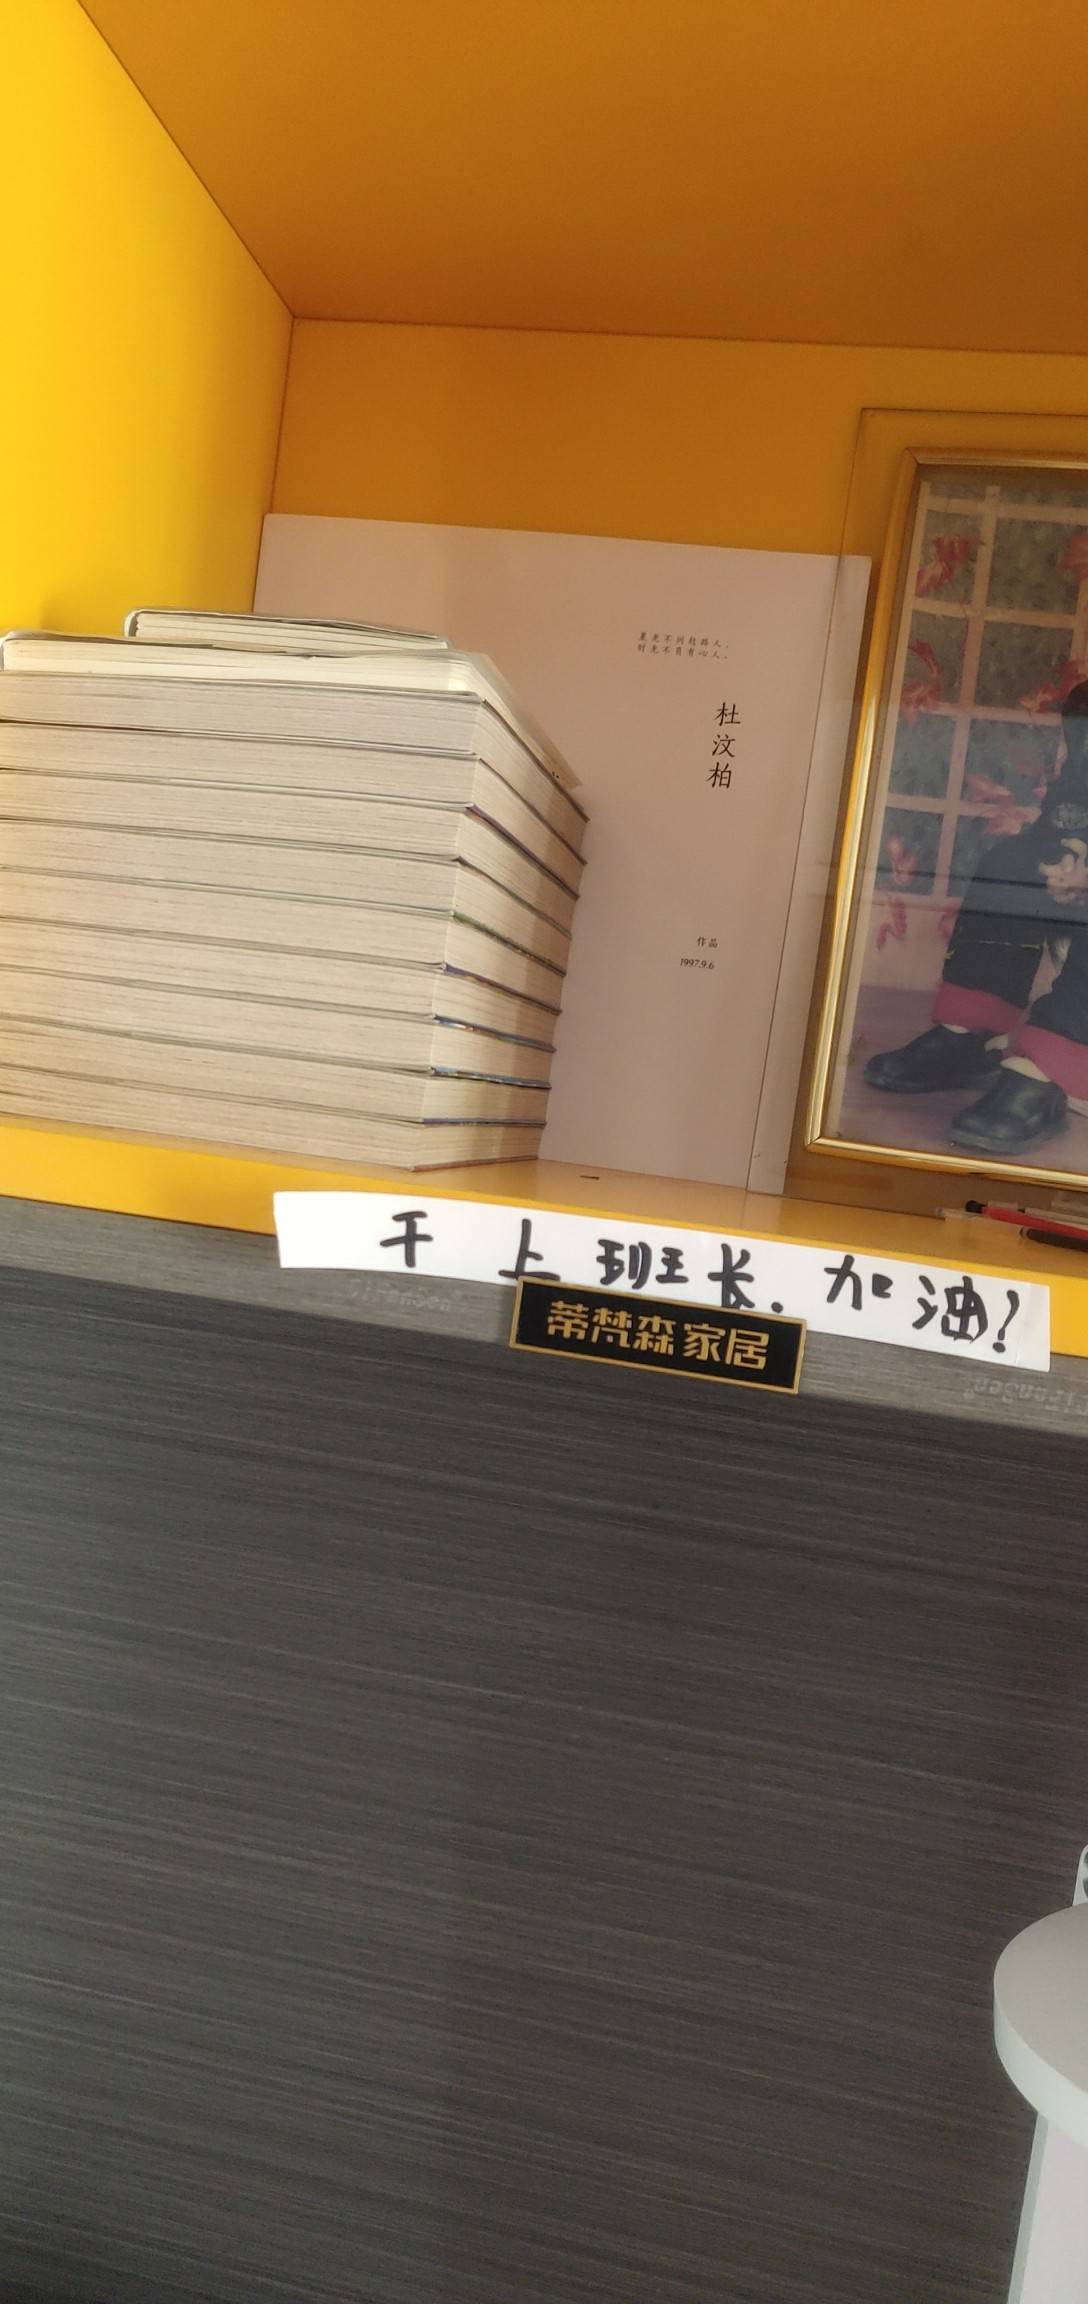 星光不问赶路人，
时光不负有心人。
杜汶柏
作品
1997.9.6
干 上 班长．加油！
蒂梵森家居